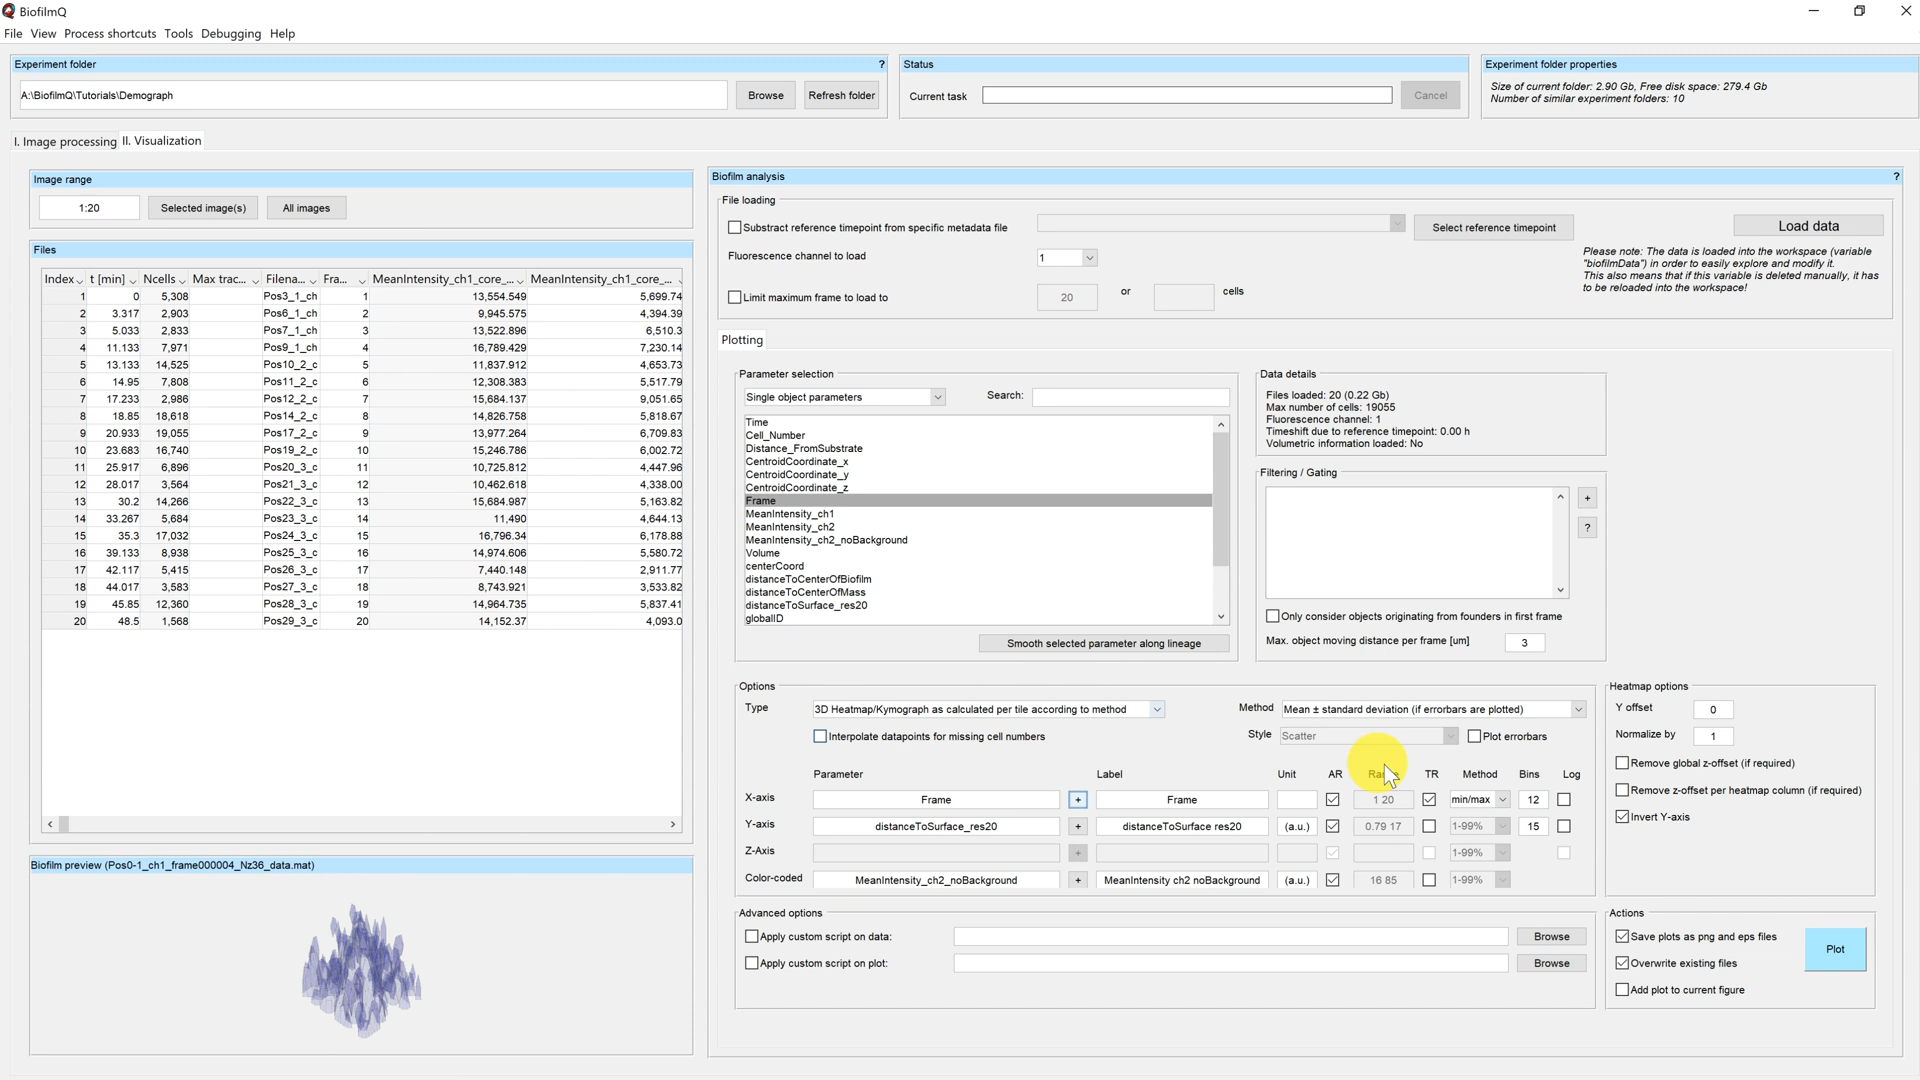 BiofilmQ
File View Process shortcuts Tools Debugging Help
Experiment folder ?
A:\BiofilmQ\Tutorials\Demograph Browse Refresh folder
Status
Current task Cancel
Experiment folder properties
Size of current folder: 2.90 Gb, Free disk space: 279.4 Gb
Number of similar experiment folders: 10
I. Image processing II. Visualization
Image range
1:20 Selected image(s) All images
Files
Index t [min] Ncells Max trac... Filena... Fra... MeanIntensity_ch1_core_... MeanIntensity_ch1_core_...
1 0 5,308 Pos3_1_ch 1 13,554.549 5,699.74
2 3.317 2,903 Pos6_1_ch 2 9,945.575 4,394.39
3 5.033 2,833 Pos7_1_ch 3 13,522.896 6,510.3
4 11.133 7,971 Pos9_1_ch 4 16,789.429 7,230.14
5 13.133 14,525 Pos10_2_c 5 11,837.912 4,653.73
6 14.95 7,808 Pos11_2_c 6 12,308.383 5,517.79
7 17.233 2,986 Pos12_2_c 7 15,684.137 9,051.65
8 18.85 18,618 Pos14_2_c 8 14,826.758 5,818.67
9 20.933 19,055 Pos17_2_c 9 13,977.264 6,709.83
10 23.683 16,740 Pos19_2_c 10 15,246.786 6,002.72
11 25.917 6,896 Pos20_3_c 11 10,725.812 4,447.96
12 28.017 3,564 Pos21_3_c 12 10,462.618 4,338.00
13 30.2 14,266 Pos22_3_c 13 15,684.987 5,163.82
14 33.267 5,684 Pos23_3_c 14 11,490 4,644.13
15 35.3 17,032 Pos24_3_c 15 16,796.34 6,178.88
16 39.133 8,938 Pos25_3_c 16 14,974.606 5,580.72
17 42.117 5,415 Pos26_3_c 17 7,440.148 2,911.77
18 44.017 3,583 Pos27_3_c 18 8,743.921 3,533.82
19 45.85 12,360 Pos28_3_c 19 14,964.735 5,837.41
20 48.5 1,568 Pos29_3_c 20 14,152.37 4,093.0
Biofilm preview (Pos0-1_ch1_frame000004_Nz36_data.mat)
Biofilm analysis ?
File loading
Substract reference timepoint from specific metadata file Select reference timepoint Load data
Fluorescence channel to load 1
Please note: The data is loaded into the workspace (variable
"biofilmData") in order to easily explore and modify it.
This also means that if this variable is deleted manually, it has
to be reloaded into the workspace!
Limit maximum frame to load to 20 or cells
Plotting
Parameter selection
Single object parameters Search:
Time
Cell_Number
Distance_FromSubstrate
CentroidCoordinate_x
CentroidCoordinate_y
CentroidCoordinate_z
Frame
MeanIntensity_ch1
MeanIntensity_ch2
MeanIntensity_ch2_noBackground
Volume
centerCoord
distanceToCenterOfBiofilm
distanceToCenterOfMass
distanceToSurface_res20
globalID
Smooth selected parameter along lineage
Data details
Files loaded: 20 (0.22 Gb)
Max number of cells: 19055
Fluorescence channel: 1
Timeshift due to reference timepoint: 0.00 h
Volumetric information loaded: No
Filtering / Gating
+
?
Only consider objects originating from founders in first frame
Max. object moving distance per frame [um] 3
Options
Type 3D Heatmap/Kymograph as calculated per tile according to method Method Mean ± standard deviation (if errorbars are plotted)
Interpolate datapoints for missing cell numbers Style Scatter Plot errorbars
Parameter Label Unit AR TR Method Bins Log
X-axis Frame + Frame 1 20 min/max 12
Y-axis distanceToSurface_res20 + distanceToSurface res20 (a.u.) 0.79 17 1-99% 15
Z-Axis + 1-99%
Color-coded MeanIntensity_ch2_noBackground + MeanIntensity ch2 noBackground (a.u.) 16 85 1-99%
Heatmap options
Y offset 0
Normalize by 1
Remove global z-offset (if required)
Remove z-offset per heatmap column (if required)
Invert Y-axis
Advanced options
Apply custom script on data: Browse
Apply custom script on plot: Browse
Actions
Save plots as png and eps files
Overwrite existing files
Add plot to current figure
Plot